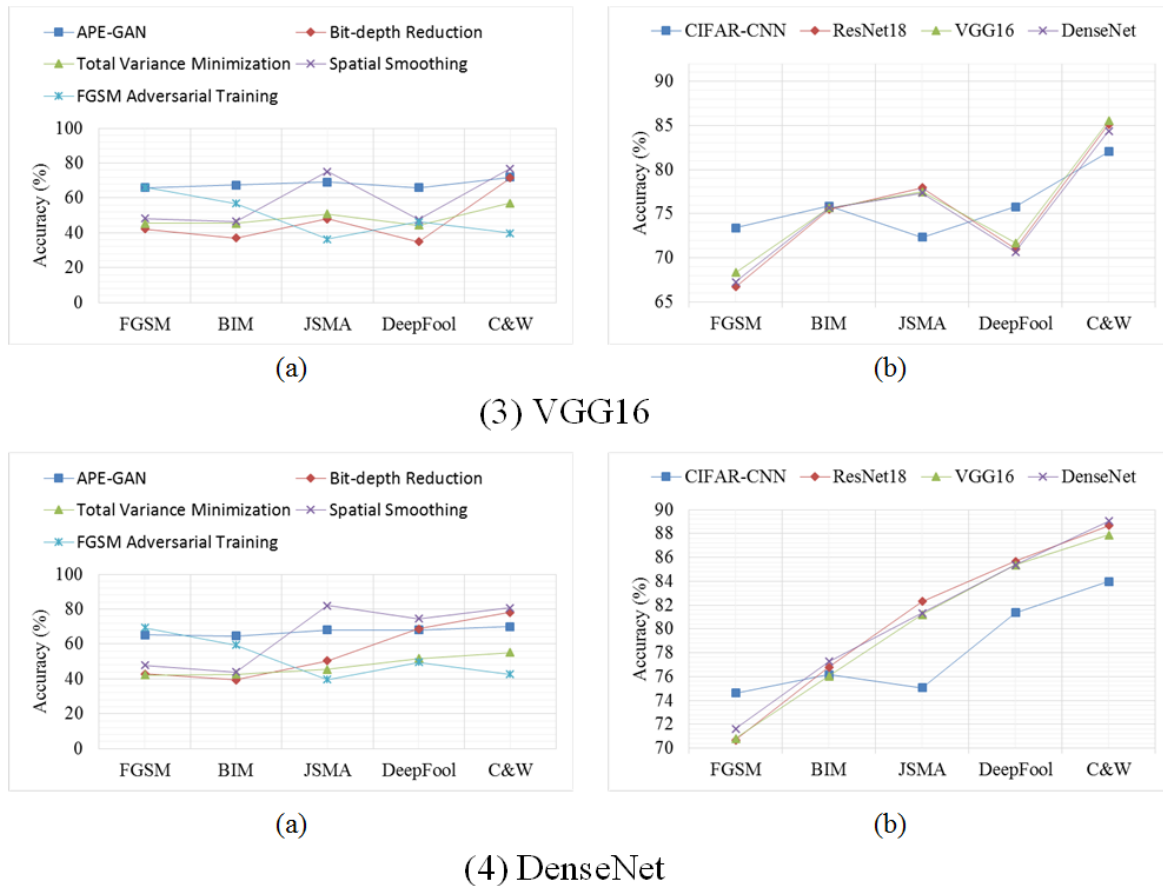 APE-GAN Bit-depth Reduction
Total Variance Minimization Spatial Smoothing
FGSM Adversarial Training
Accuracy (%)
100
80
60
40
20
0
FGSM BIM JSMA DeepFool C&W
(a)
CIFAR-CNN ResNet18 VGG16 DenseNet
Accuracy (%)
90
85
80
75
70
65
FGSM BIM JSMA DeepFool C&W
(b)
(3) VGG16
APE-GAN Bit-depth Reduction
Total Variance Minimization Spatial Smoothing
FGSM Adversarial Training
Accuracy (%)
100
80
60
40
20
0
FGSM BIM JSMA DeepFool C&W
(a)
CIFAR-CNN ResNet18 VGG16 DenseNet
Accuracy (%)
90
88
86
84
82
80
78
76
74
72
70
FGSM BIM JSMA DeepFool C&W
(b)
(4) DenseNet